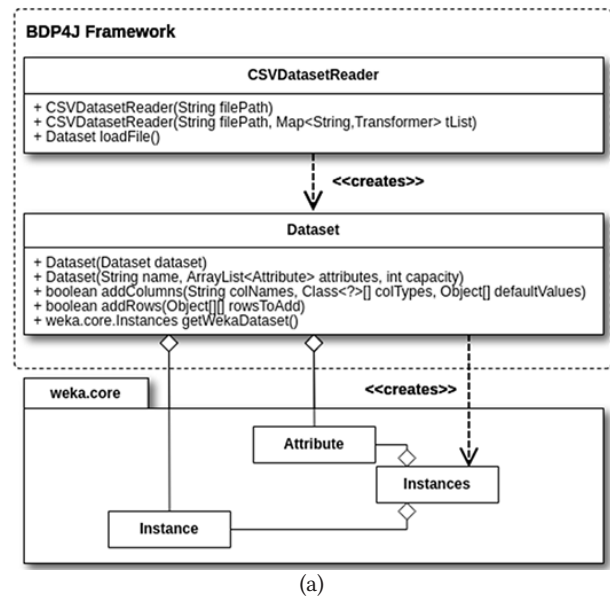 BDP4J Framework
CSVDatasetReader
+ CSVDatasetReader(String filePath)
+ CSVDatasetReader(String filePath, Map<String,Transformer> tList)
+ Dataset loadFile()
<<creates>>
Dataset
+ Dataset(Dataset dataset)
+ Dataset(String name, ArrayList<Attribute> attributes, int capacity)
+ boolean addColumns(String colNames, Class<?>[] colTypes, Object[] defaultValues)
+ boolean addRows(Object[][] rowsToAdd)
+ weka.core.Instances getWekaDataset()
<<creates>>
weka.core
Attribute
Instances
Instance
(a)